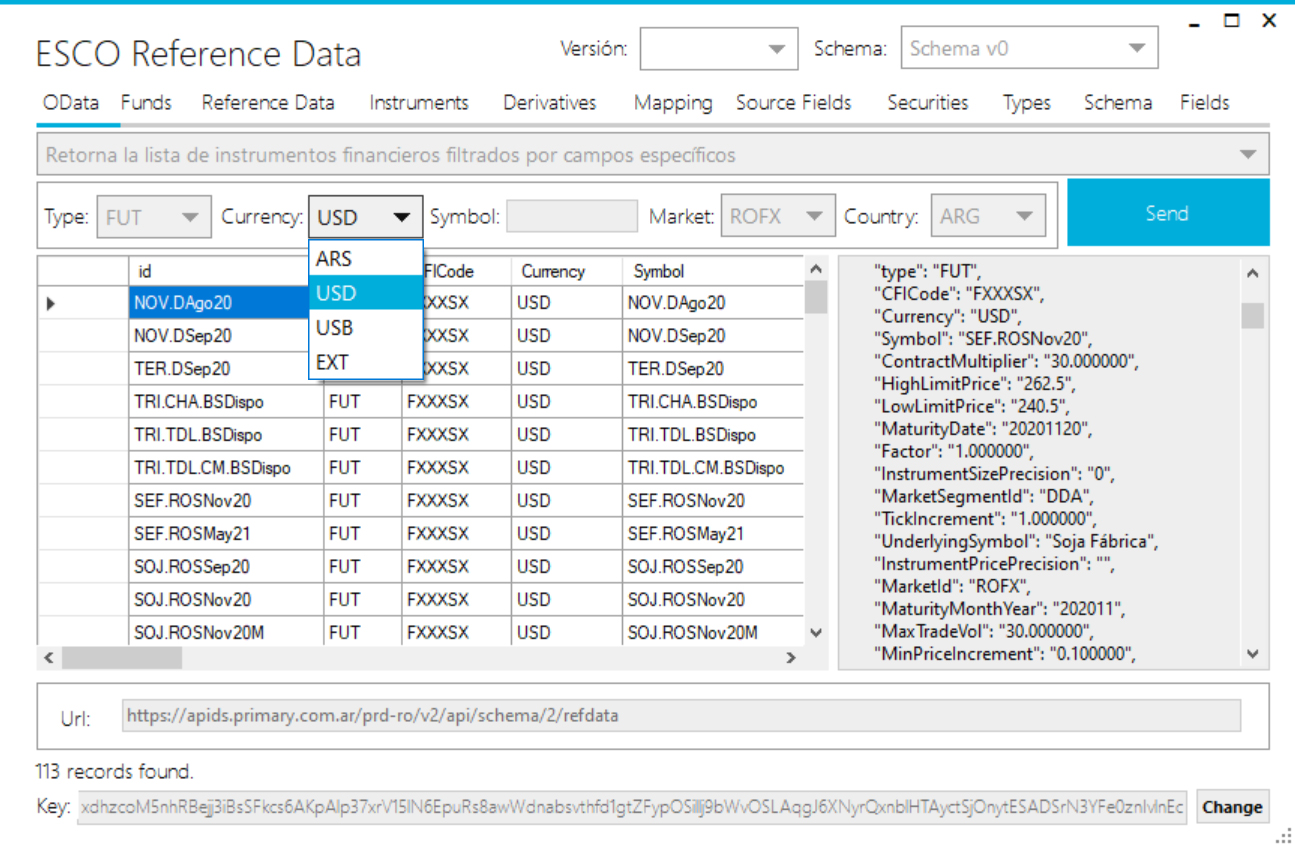 ESCO Reference Data Versión: Schema: Schema v0
OData Funds Reference Data Instruments Derivatives Mapping Source Fields Securities Types Schema Fields
Retorna la lista de instrumentos financieros filtrados por campos específicos
Type: FUT Currency: USD Symbol: Market: ROFX Country: ARG Send
ARS
USD
USB
EXT
id FICode Currency Symbol
NOV.DAgo20 XXSX USD NOV.DAgo20
NOV.DSep20 XXSX USD NOV.DSep20
TER.DSep20 XXSX USD TER.DSep20
TRI.CHA.BSDispo FUT FXXXSX USD TRI.CHA.BSDispo
TRI.TDL.BSDispo FUT FXXXSX USD TRI.TDL.BSDispo
TRI.TDL.CM.BSDispo FUT FXXXSX USD TRI.TDL.CM.BSDispo
SEF.ROSNov20 FUT FXXXSX USD SEF.ROSNov20
SEF.ROSMay21 FUT FXXXSX USD SEF.ROSMay21
SOJ.ROSSep20 FUT FXXXSX USD SOJ.ROSSep20
SOJ.ROSNov20 FUT FXXXSX USD SOJ.ROSNov20
SOJ.ROSNov20M FUT FXXXSX USD SOJ.ROSNov20M
"type": "FUT",
"CFICode": "FXXXSX",
"Currency": "USD",
"Symbol": "SEF.ROSNov20",
"ContractMultiplier": "30.000000",
"HighLimitPrice": "262.5",
"LowLimitPrice": "240.5",
"MaturityDate": "20201120",
"Factor": "1.000000",
"InstrumentSizePrecision": "0",
"MarketSegmentId": "DDA",
"TickIncrement": "1.000000",
"UnderlyingSymbol": "Soja Fábrica",
"InstrumentPricePrecision": "",
"MarketId": "ROFX",
"MaturityMonthYear": "202011",
"MaxTradeVol": "30.000000",
"MinPriceIncrement": "0.100000",
Url: https://apids.primary.com.ar/prd-ro/v2/api/schema/2/refdata
113 records found.
Key: Change